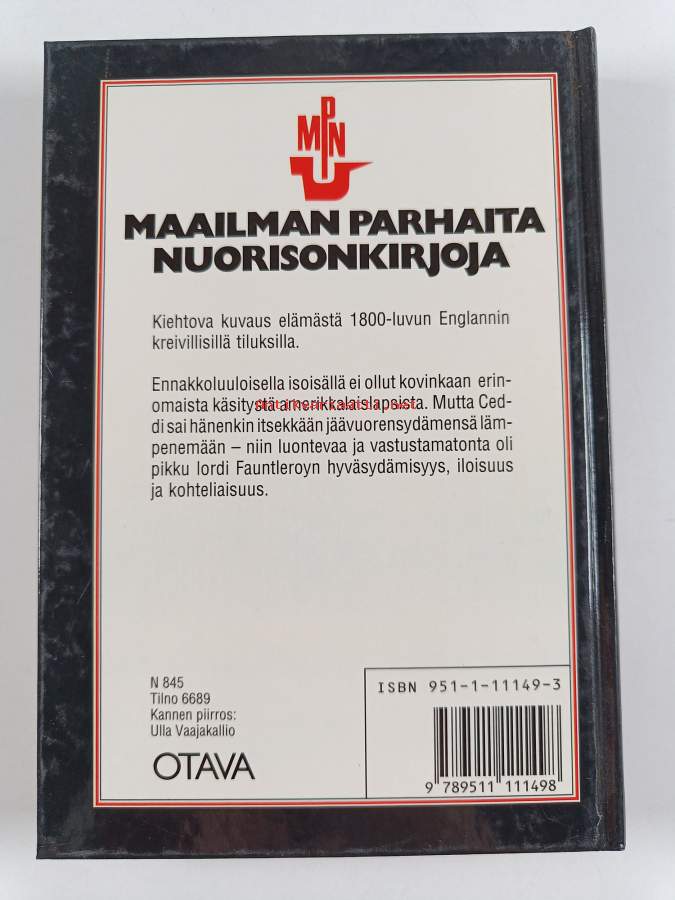 MPN
MAAILMAN PARHAITA
NUORISONKIRJOJA
Kiehtova kuvaus elämästä 1800-luvun Englannin
kreivillisillä tiluksilla.
Ennakkoluuloisella isoisällä ei ollut kovinkaan erin-
omaista käsitystä amerikkalaislapsista. Mutta Ced-
di sai hänenkin itsekkään jäävuorensydämensä läm-
penemään – niin luontevaa ja vastustamatonta oli
pikku lordi Fauntleroyn hyväsydämisyys, iloisuus
ja kohteliaisuus.
N 845
Tilno 6689
Kannen piirros:
Ulla Vaajakallio
OTAVA
ISBN 951-1-11149-3
9 789511 111498